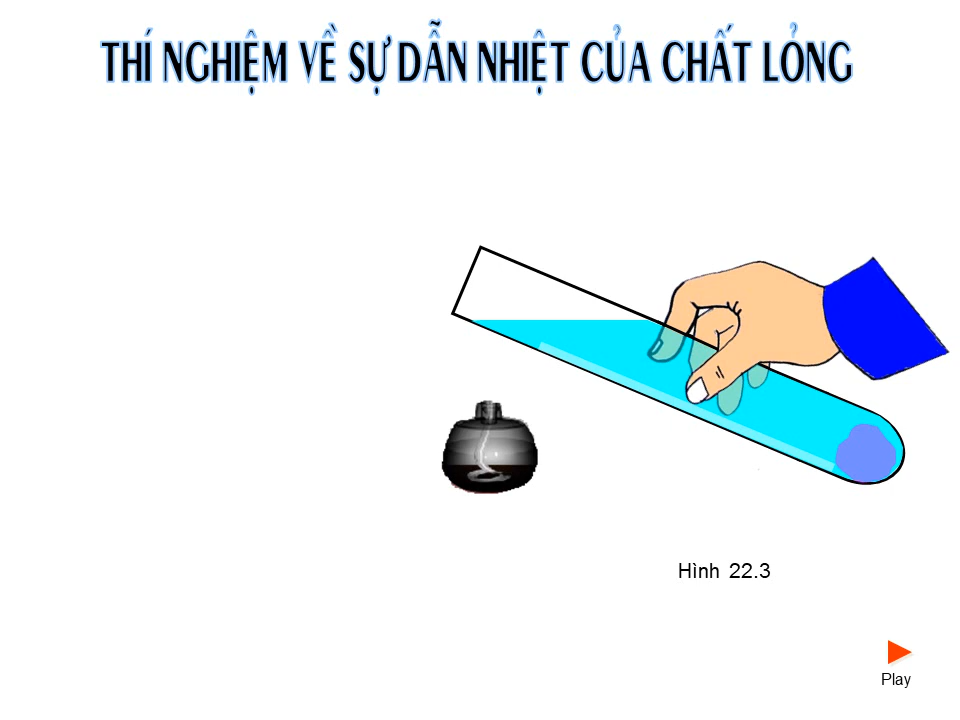 THÍ NGHIỆM VỀ SỰ DẪN NHIỆT CỦA CHẤT LỎNG
Hình 22.3
Play